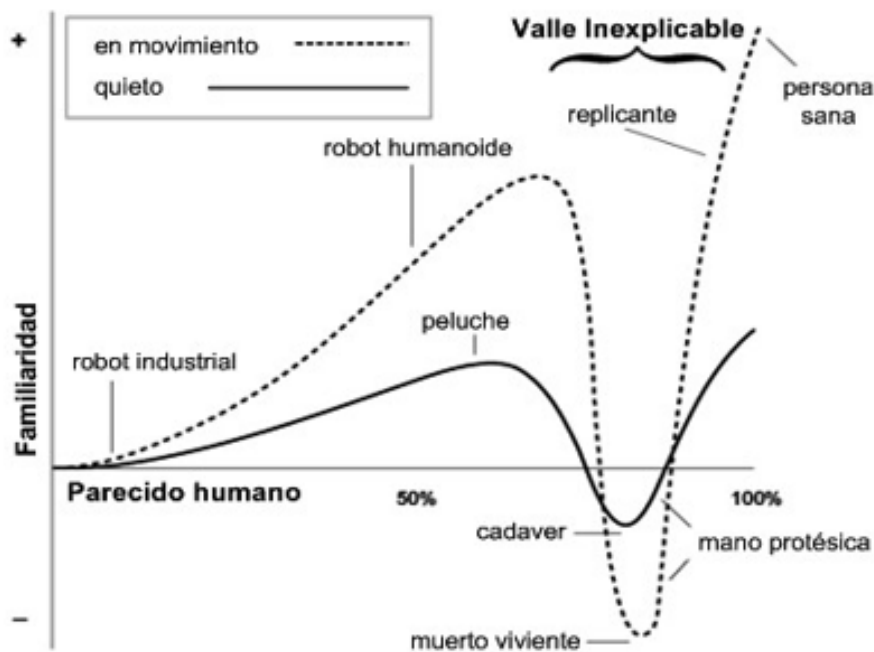 +
en movimiento
quieto
Valle Inexplicable
persona
sana
replicante
robot humanoide
peluche
robot industrial
Familiaridad
Parecido humano
50%
100%
cadaver
mano protésica
muerto viviente
–